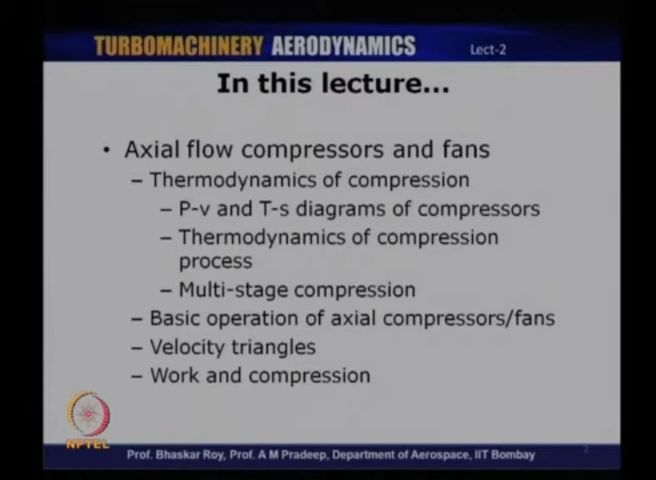 TURBOMACHINERY AERODYNAMICS Lect-2
In this lecture...
• Axial flow compressors and fans
– Thermodynamics of compression
– P-v and T-s diagrams of compressors
– Thermodynamics of compression
process
– Multi-stage compression
– Basic operation of axial compressors/fans
– Velocity triangles
– Work and compression
NPTEL
Prof. Bhaskar Roy, Prof. A M Pradeep, Department of Aerospace, IIT Bombay